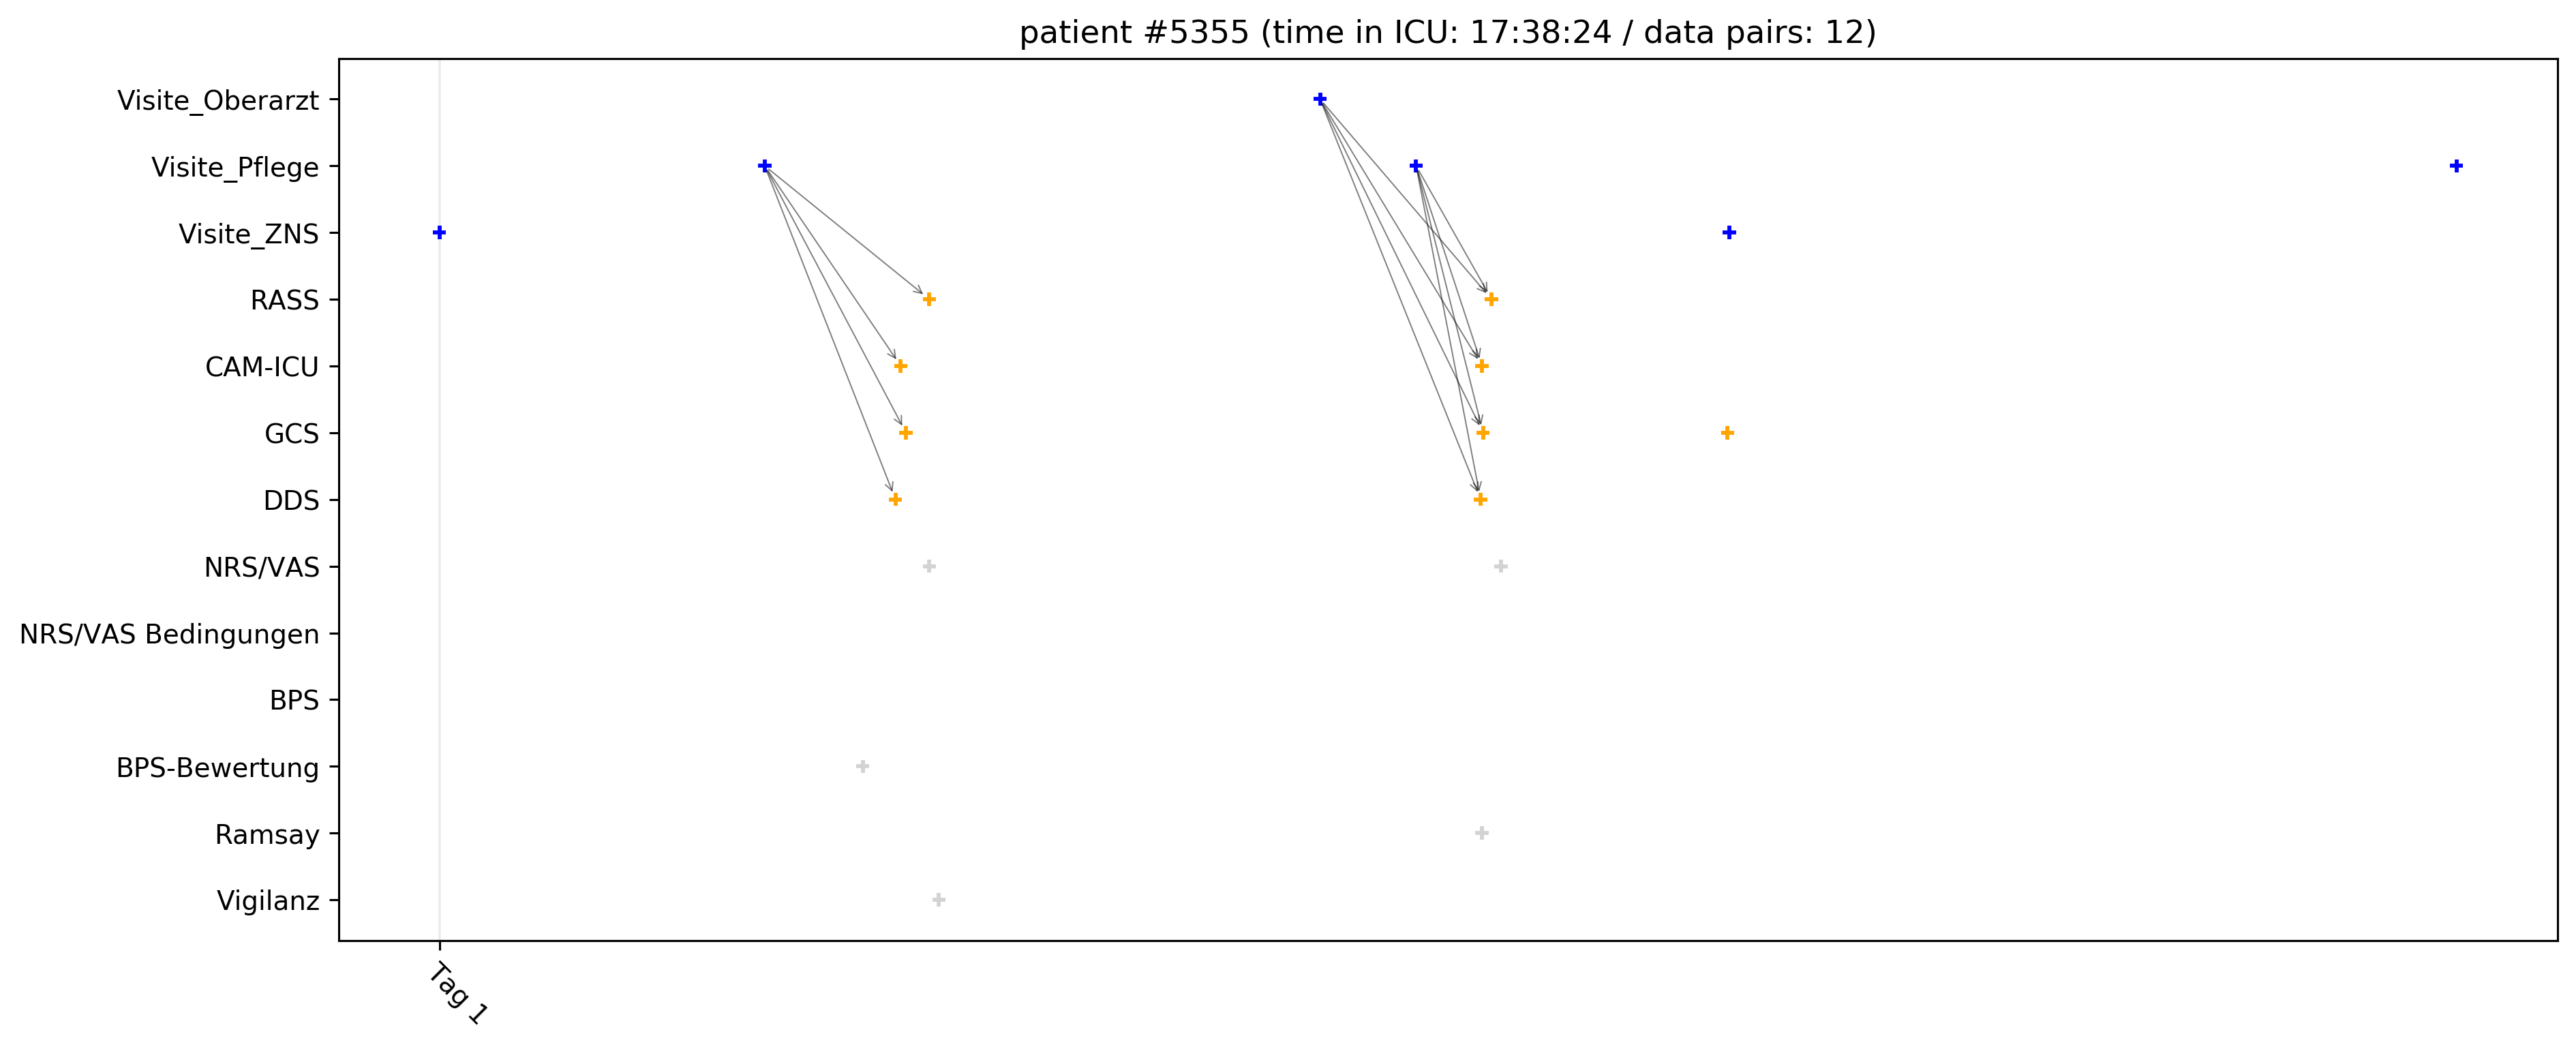 patient #5355 (time in ICU: 17:38:24 / data pairs: 12)
Visite_Oberarzt
Visite_Pflege
Visite_ZNS
RASS
CAM-ICU
GCS
DDS
NRS/VAS
NRS/VAS Bedingungen
BPS
BPS-Bewertung
Ramsay
Vigilanz
Tag 1